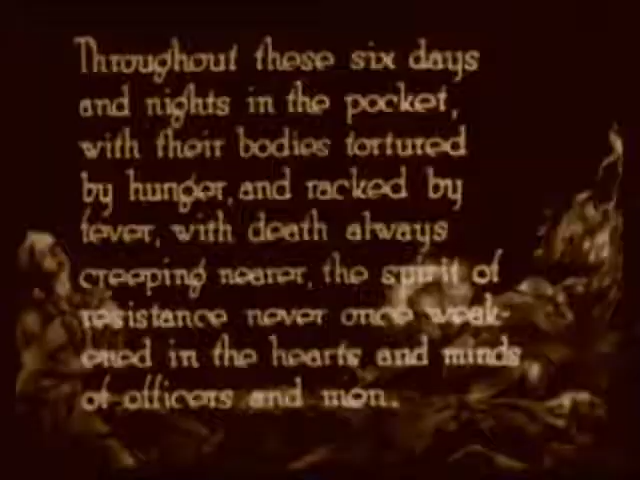 Throughout these six days
and nights in the pocket,
with their bodies tortured
by hunger, and racked by
fever, with death always
creeping nearer, the spirit of
resistance never once weak-
ened in the hearts and minds
of officers and men.